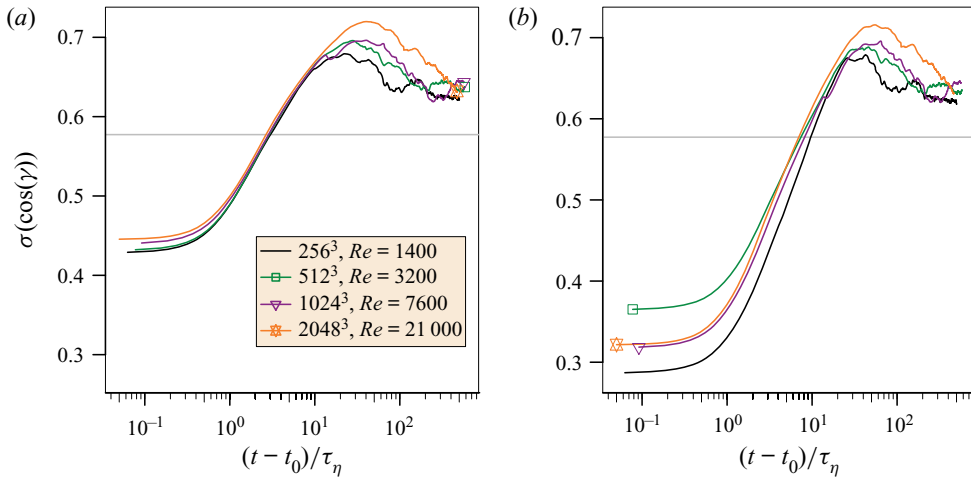 (a)
(b)
0.7
0.6
0.5
0.4
0.3
σ(cos(γ))
256³, Re = 1400
512³, Re = 3200
1024³, Re = 7600
2048³, Re = 21 000
10⁻¹ 10⁰ 10¹ 10²
(t – t₀)/τ_η
0.7
0.6
0.5
0.4
0.3
10⁻¹ 10⁰ 10¹ 10²
(t – t₀)/τ_η